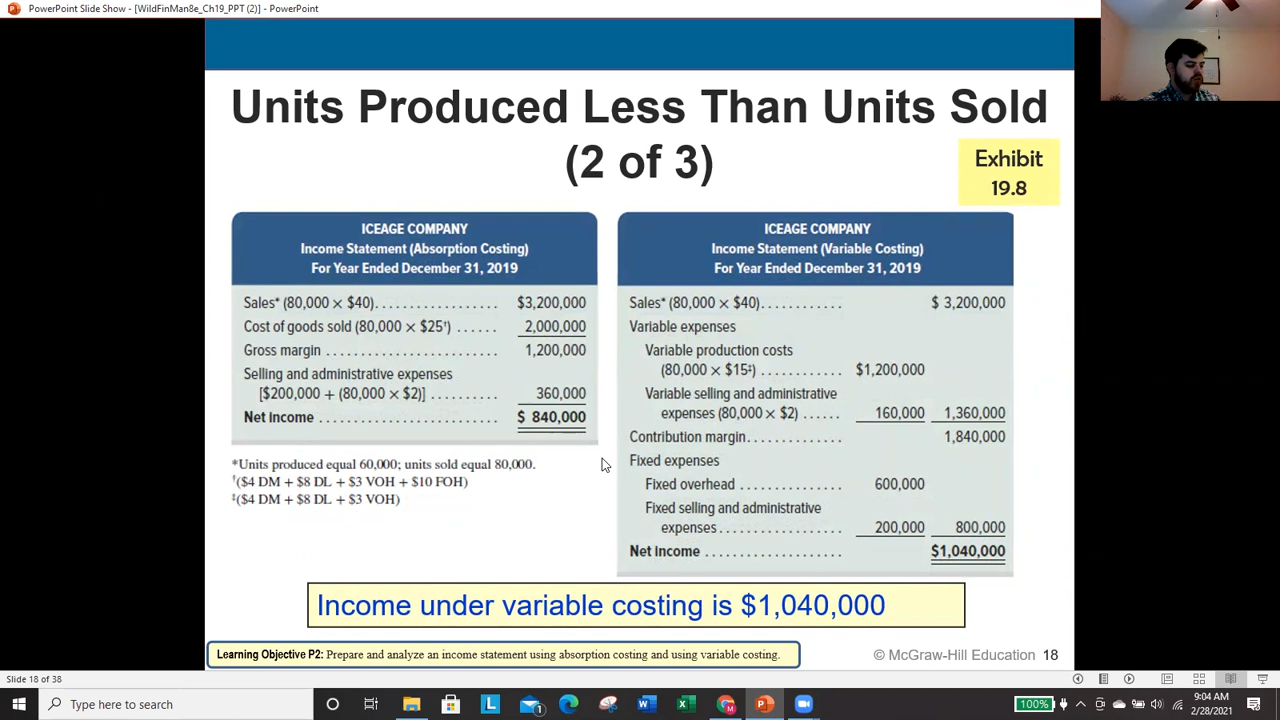 PowerPoint Slide Show - [WildFinMan8e_Ch19_PPT (2)] - PowerPoint
Units Produced Less Than Units Sold
(2 of 3)
Exhibit
19.8
ICEAGE COMPANY
Income Statement (Absorption Costing)
For Year Ended December 31, 2019
Sales* (80,000 × $40).................. $3,200,000
Cost of goods sold (80,000 × $25†) ...... 2,000,000
Gross margin .......................... 1,200,000
Selling and administrative expenses
[$200,000 + (80,000 × $2)] .......... 360,000
Net income ........................... $ 840,000
*Units produced equal 60,000; units sold equal 80,000.
†($4 DM + $8 DL + $3 VOH + $10 FOH)
‡($4 DM + $8 DL + $3 VOH)
ICEAGE COMPANY
Income Statement (Variable Costing)
For Year Ended December 31, 2019
Sales* (80,000 × $40)............ $ 3,200,000
Variable expenses
Variable production costs
(80,000 × $15‡) ............ $1,200,000
Variable selling and administrative
expenses (80,000 × $2) ...... 160,000 1,360,000
Contribution margin.............. 1,840,000
Fixed expenses
Fixed overhead ............... 600,000
Fixed selling and administrative
expenses.................. 200,000 800,000
Net income ..................... $1,040,000
Income under variable costing is $1,040,000
Learning Objective P2: Prepare and analyze an income statement using absorption costing and using variable costing.
© McGraw-Hill Education 18
Slide 18 of 38
Type here to search
100%
9:04 AM
2/28/2021